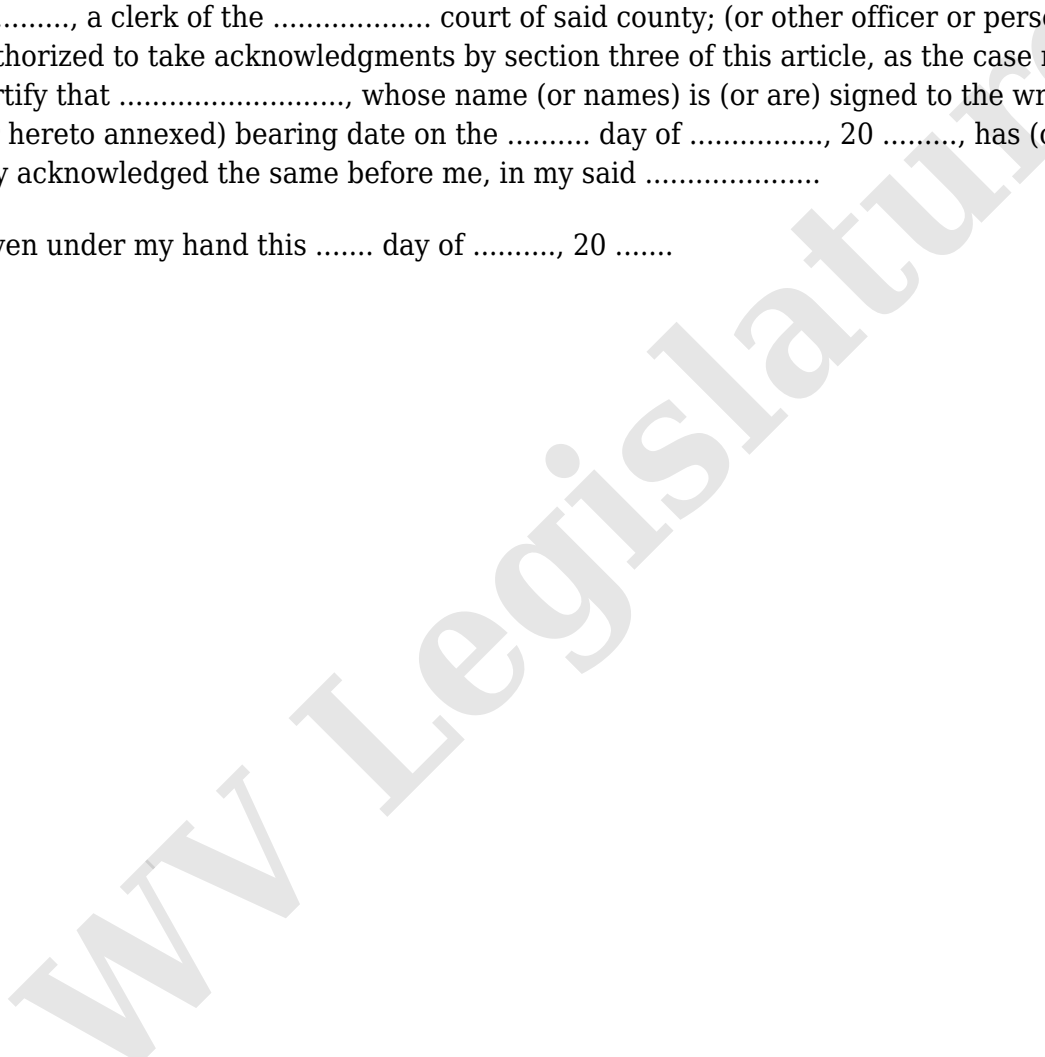 ........., a clerk of the ................... court of said county; (or other officer or pers
thorized to take acknowledgments by section three of this article, as the case
rtify that ..........................., whose name (or names) is (or are) signed to the wr
hereto annexed) bearing date on the .......... day of ................, 20 ........., has (
y acknowledged the same before me, in my said .....................
ven under my hand this ....... day of .........., 20 .......
WV Legislatur